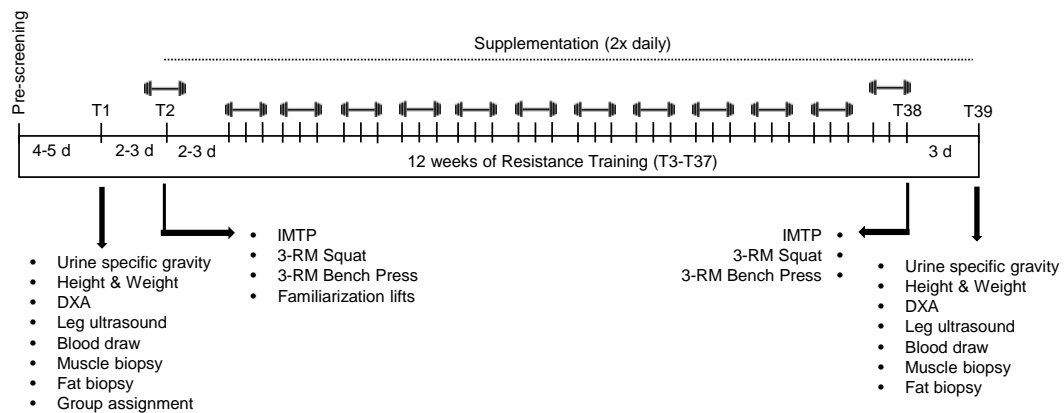 Supplementation (2x daily)
Pre-screening
T1
T2
T38
T39
4-5 d
2-3 d
2-3 d
12 weeks of Resistance Training (T3-T37)
3 d
• Urine specific gravity
• Height & Weight
• DXA
• Leg ultrasound
• Blood draw
• Muscle biopsy
• Fat biopsy
• Group assignment
• IMTP
• 3-RM Squat
• 3-RM Bench Press
• Familiarization lifts
IMTP •
3-RM Squat •
3-RM Bench Press •
• Urine specific gravity
• Height & Weight
• DXA
• Leg ultrasound
• Blood draw
• Muscle biopsy
• Fat biopsy